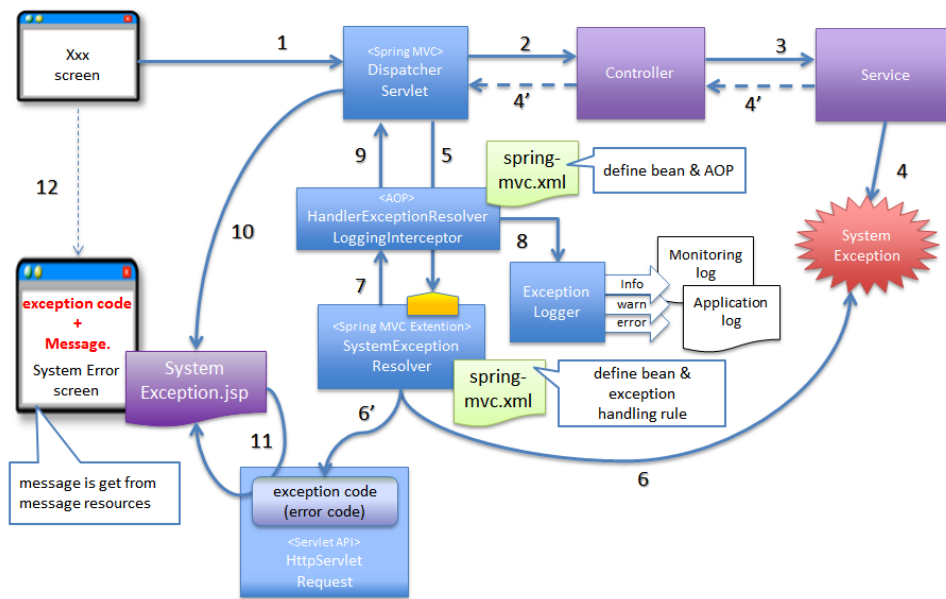 Xxx
screen
1
<Spring MVC>
Dispatcher
Servlet
2
4’
Controller
3
4’
Service
4
System
Exception
9
5
spring-
mvc.xml
define bean & AOP
12
10
<AOP>
HandlerExceptionResolver
LoggingInterceptor
8
7
Exception
Logger
Info
warn
error
Monitoring
log
Application
log
exception code
+
Message.
System Error
screen
<Spring MVC Extention>
SystemException
Resolver
spring-
mvc.xml
define bean &
exception
handling rule
System
Exception.jsp
6’
11
6
message is get from
message resources
exception code
(error code)
<Servlet API>
HttpServlet
Request